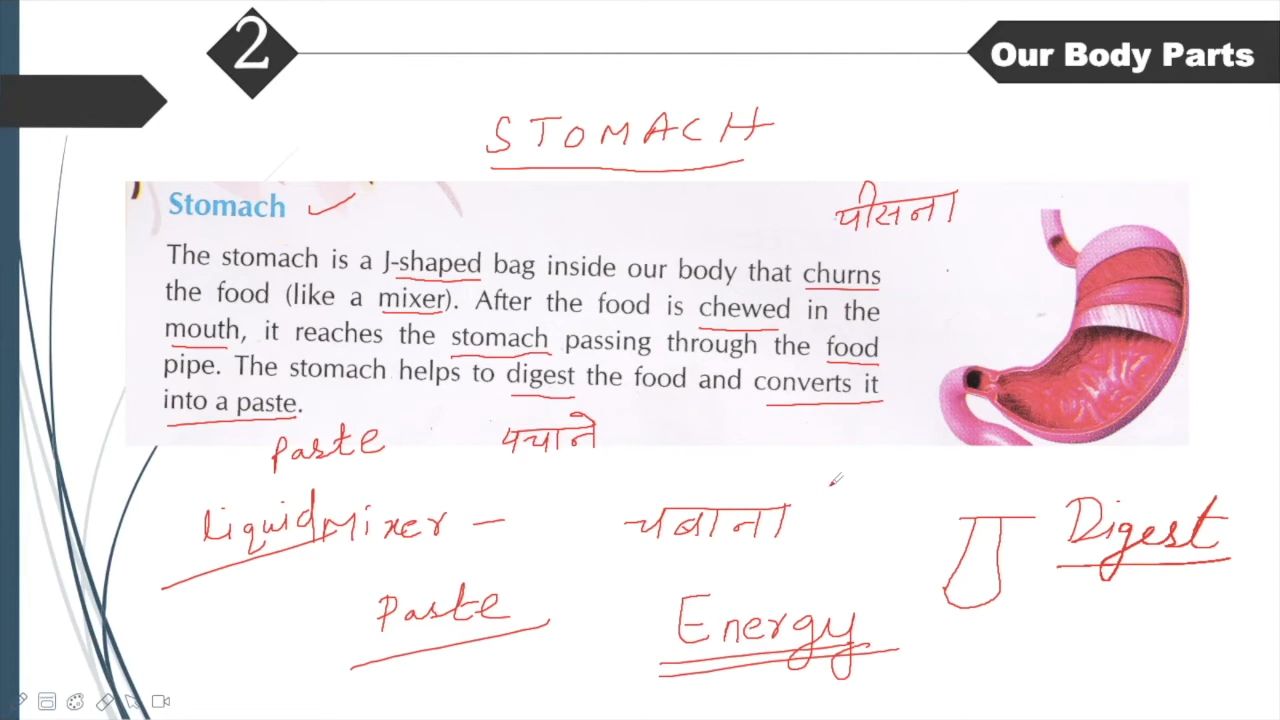 2
Our Body Parts
STOMACH
Stomach
पीसना
The stomach is a J-shaped bag inside our body that churns
the food (like a mixer). After the food is chewed in the
mouth, it reaches the stomach passing through the food
pipe. The stomach helps to digest the food and converts it
into a paste.
Paste
पचाने
Liquid Mixer –
चबाना
Digest
Paste
Energy